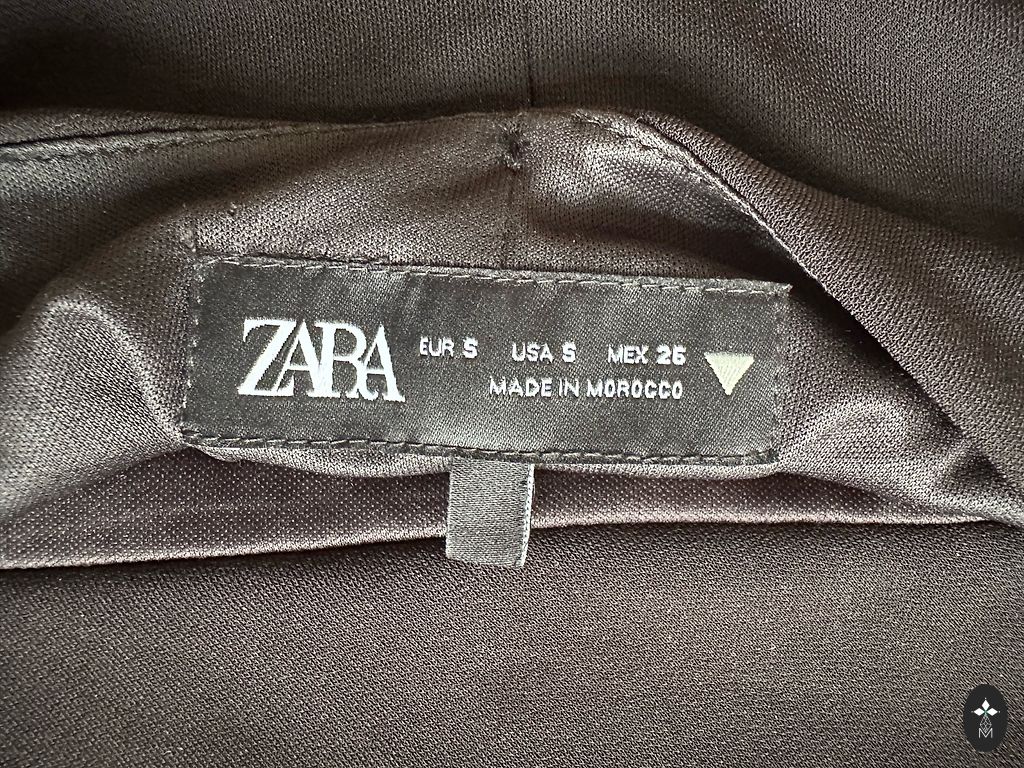 ZARA
EUR S USA S MEX 26
MADE IN MOROCCO
M